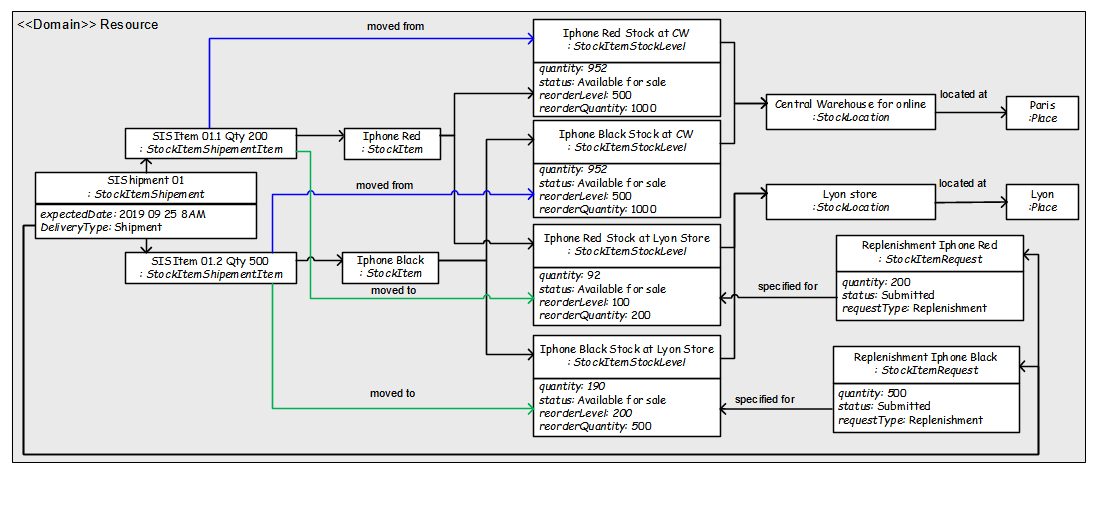 <<Domain>> Resource
moved from
Iphone Red Stock at CW
: StockItemStockLevel
quantity: 952
status: Available for sale
reorderLevel: 500
reorderQuantity: 1000
Central Warehouse for online
:StockLocation
located at
Paris
:Place
SISItem 01.1 Qty 200
: StockItemShipementItem
Iphone Red
: StockItem
Iphone Black Stock at CW
: StockItemStockLevel
quantity: 952
status: Available for sale
reorderLevel: 500
reorderQuantity: 1000
SIShipment 01
: StockItemShipement
expectedDate: 2019 09 25 8AM
DeliveryType: Shipment
moved from
Lyon store
:StockLocation
located at
Lyon
:Place
SISItem 01.2 Qty 500
: StockItemShipementItem
Iphone Black
: StockItem
moved to
Iphone Red Stock at Lyon Store
: StockItemStockLevel
quantity: 92
status: Available for sale
reorderLevel: 100
reorderQuantity: 200
specified for
Replenishment Iphone Red
: StockItemRequest
quantity: 200
status: Submitted
requestType: Replenishment
moved to
Iphone Black Stock at Lyon Store
: StockItemStockLevel
quantity: 190
status: Available for sale
reorderLevel: 200
reorderQuantity: 500
specified for
Replenishment Iphone Black
: StockItemRequest
quantity: 500
status: Submitted
requestType: Replenishment